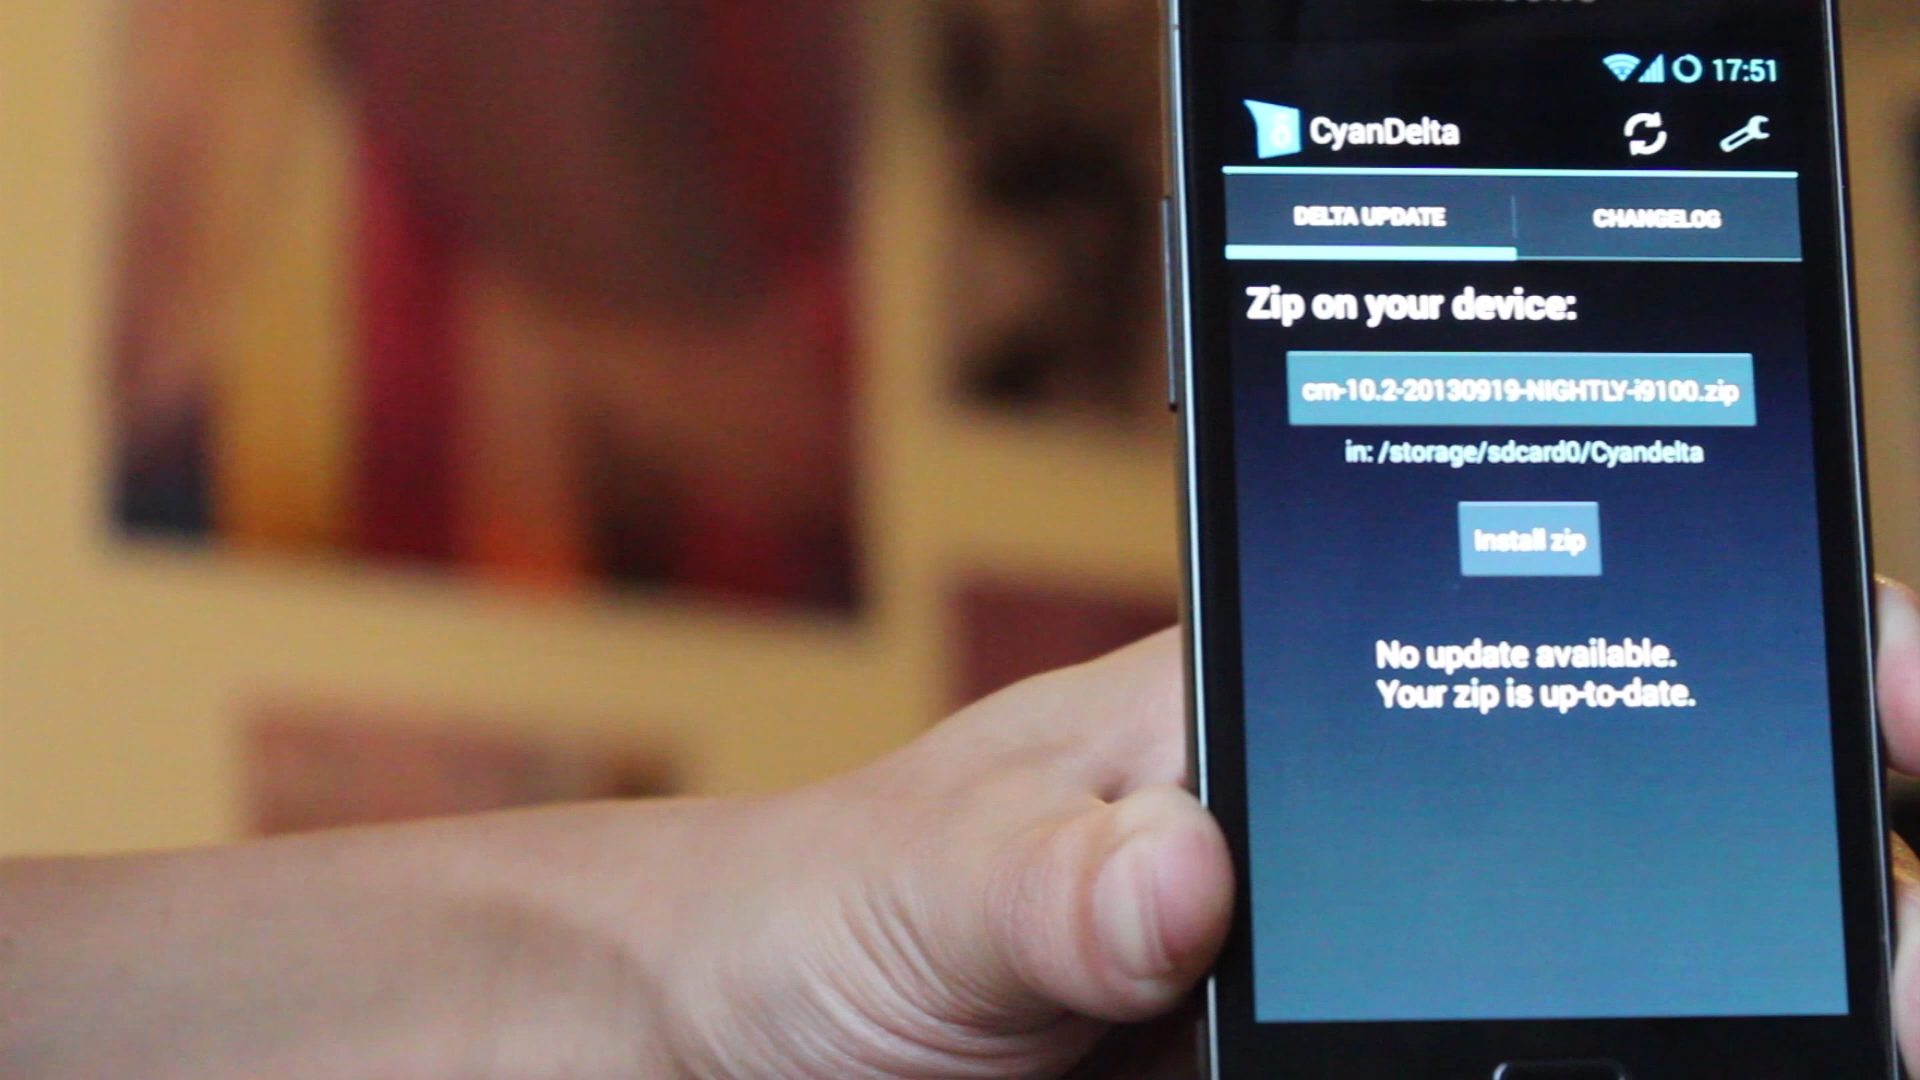 17:51
CyanDelta
DELTA UPDATE CHANGELOG
Zip on your device:
cm-10.2-20130919-NIGHTLY-i9100.zip
in: /storage/sdcard0/Cyandelta
Install zip
No update available.
Your zip is up-to-date.